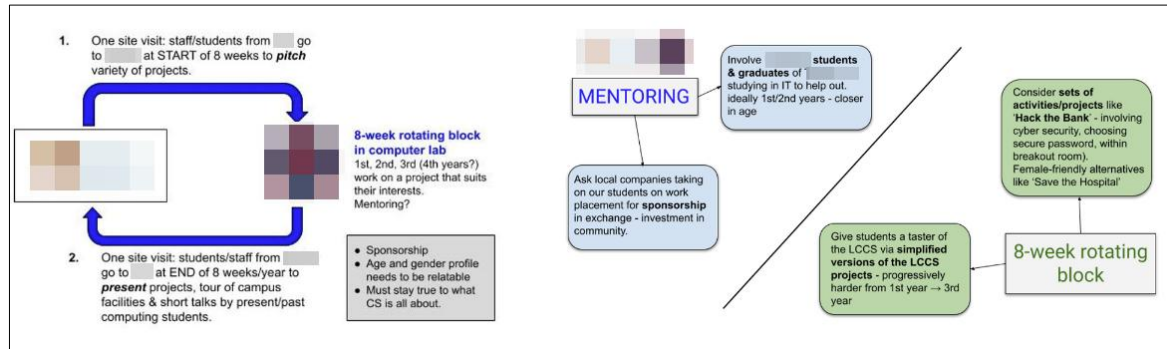 1. One site visit: staff/students from go
to at START of 8 weeks to pitch
variety of projects.
8-week rotating block
in computer lab
1st, 2nd, 3rd (4th years?)
work on a project that suits
their interests.
Mentoring?
2. One site visit: students/staff from
go to at END of 8 weeks/year to
present projects, tour of campus
facilities & short talks by present/past
computing students.
● Sponsorship
● Age and gender profile
needs to be relatable
● Must stay true to what
CS is all about.
MENTORING
Involve students
& graduates of
studying in IT to help out.
ideally 1st/2nd years - closer
in age
Ask local companies taking
on our students on work
placement for sponsorship
in exchange - investment in
community.
Consider sets of
activities/projects like
'Hack the Bank' - involving
cyber security, choosing
secure password, within
breakout room).
Female-friendly alternatives
like 'Save the Hospital'
Give students a taster of
the LCCS via simplified
versions of the LCCS
projects - progressively
harder from 1st year → 3rd
year
8-week rotating
block